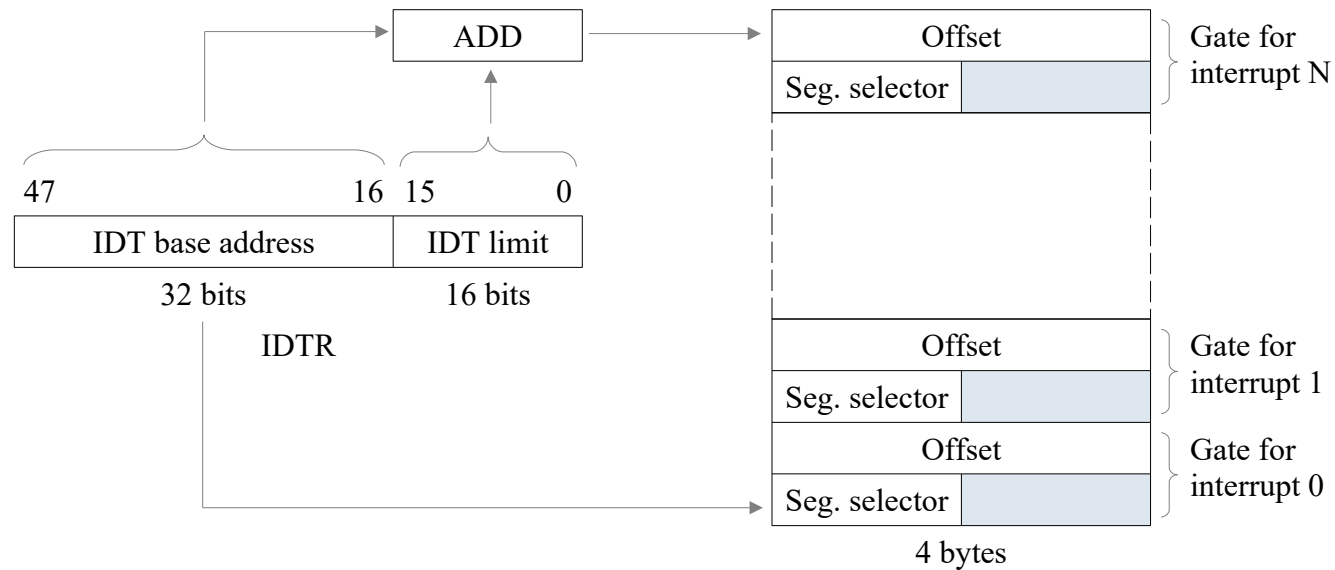 ADD
Offset
Gate for
interrupt N
Seg. selector
47
16
15
0
IDT base address
IDT limit
32 bits
16 bits
IDTR
Offset
Gate for
interrupt 1
Seg. selector
Offset
Gate for
interrupt 0
Seg. selector
4 bytes